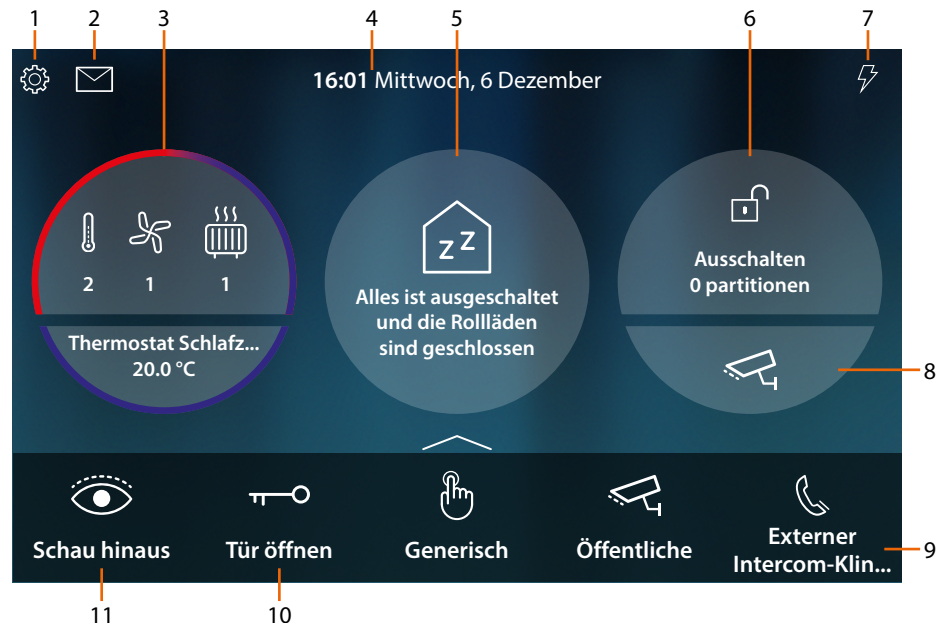 1 2 3 4 5 6 7
16:01 Mittwoch, 6 Dezember
2 1 1
Thermostat Schlafz...
20.0 °C
z Z
Alles ist ausgeschaltet
und die Rollläden
sind geschlossen
Ausschalten
0 partitionen
8
Schau hinaus
Tür öffnen
Generisch
Öffentliche
Externer
Intercom-Klin...
9
11 10